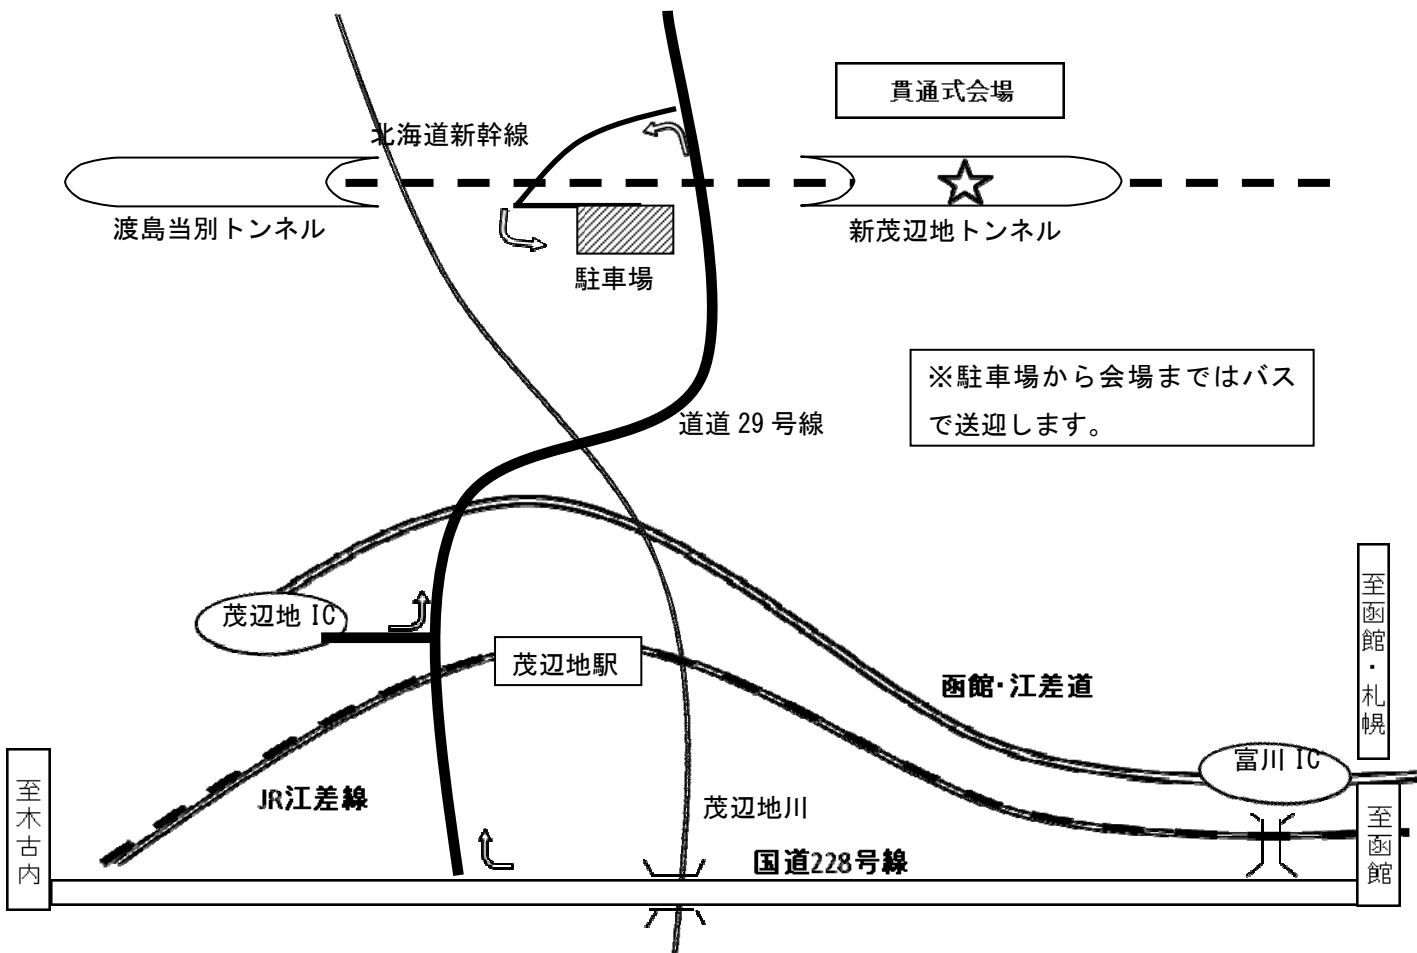 貫通式会場
北海道新幹線
渡島当別トンネル
新茂辺地トンネル
駐車場
※駐車場から会場まではバス
で送迎します。
道道 29 号線
茂辺地 IC
茂辺地駅
函館・江差道
至函館・札幌
富川 IC
JR江差線
茂辺地川
至木古内
国道228号線
至函館